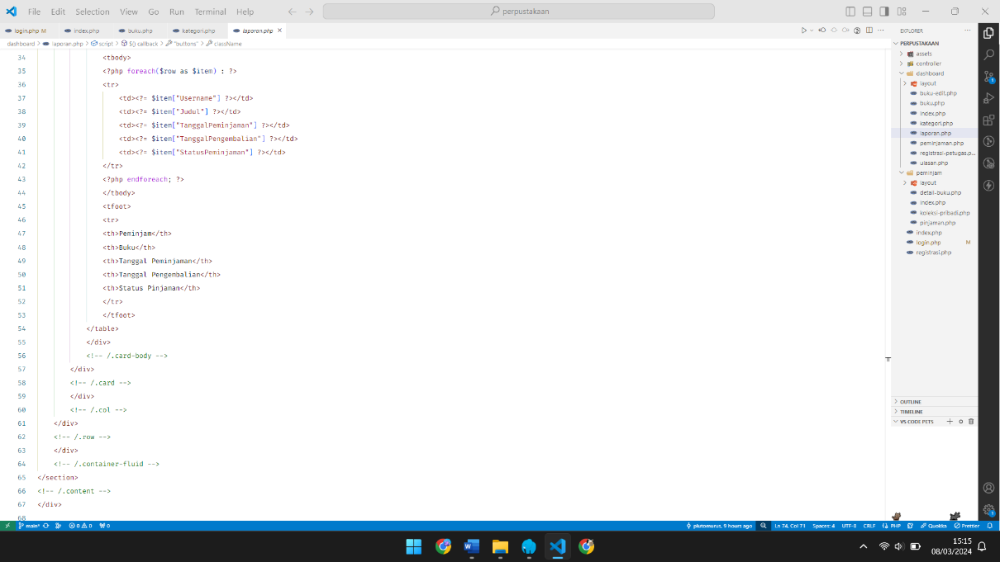 File Edit Selection View Go Run Terminal Help
perpustakaan
login.php M index.php buku.php kategori.php laporan.php
dashboard > laporan.php > script > callback > "buttons" > className
34 <tbody>
35 <?php foreach($row as $item) : ?>
36 <tr>
37 <td><?= $item["Username"] ?></td>
38 <td><?= $item["Judul"] ?></td>
39 <td><?= $item["TanggalPeminjaman"] ?></td>
40 <td><?= $item["TanggalPengembalian"] ?></td>
41 <td><?= $item["StatusPeminjaman"] ?></td>
42 </tr>
43 <?php endforeach; ?>
44 </tbody>
45 <tfoot>
46 <tr>
47 <th>Peminjam</th>
48 <th>Buku</th>
49 <th>Tanggal Peminjaman</th>
50 <th>Tanggal Pengembalian</th>
51 <th>Status Pinjaman</th>
52 </tr>
53 </tfoot>
54 </table>
55 </div>
56 <!-- /.card-body -->
57 </div>
58 <!-- /.card -->
59 </div>
60 <!-- /.col -->
61 </div>
62 <!-- /.row -->
63 </div>
64 <!-- /.container-fluid -->
65 </section>
66 <!-- /.content -->
67 </div>
68
EXPLORER
PERPUSTAKAAN
assets
controller
dashboard
layout
buku-edit.php
buku.php
index.php
kategori.php
laporan.php
peminjaman.php
registrasi-petugas.p...
ulasan.php
peminjam
layout
detail-buku.php
index.php
koleksi-pribadi.php
pinjaman.php
index.php
login.php M
registrasi.php
OUTLINE
TIMELINE
VS CODE PETS
main* 0 0 0 plutomurus, 9 hours ago Ln 74, Col 71 Spaces: 4 UTF-8 CRLF PHP Quokka Prettier
15:15
08/03/2024